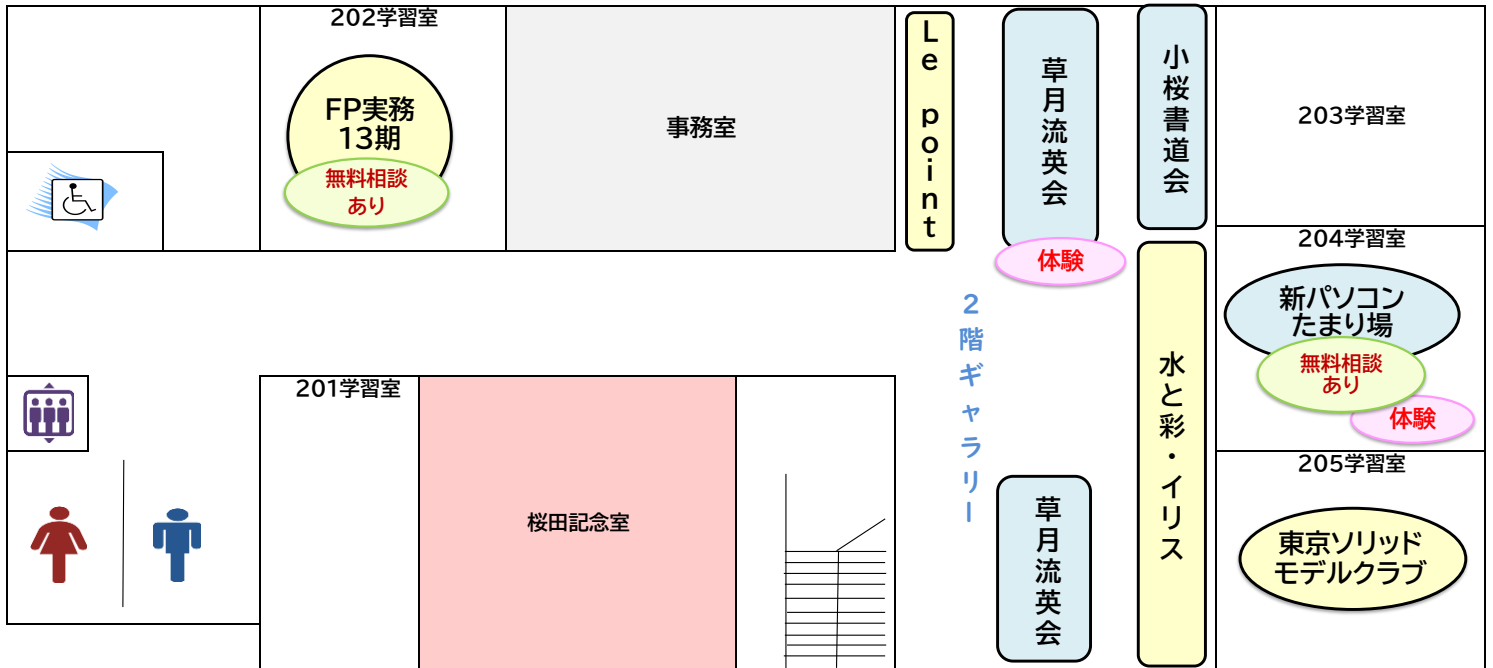 202学習室
FP実務
13期
無料相談
あり
事務室
Le point
草月流英会
体験
小桜書道会
203学習室
204学習室
新パソコン
たまり場
無料相談
あり
体験
2階ギャラリー
水と彩・イリス
201学習室
桜田記念室
草月流英会
205学習室
東京ソリッド
モデルクラブ